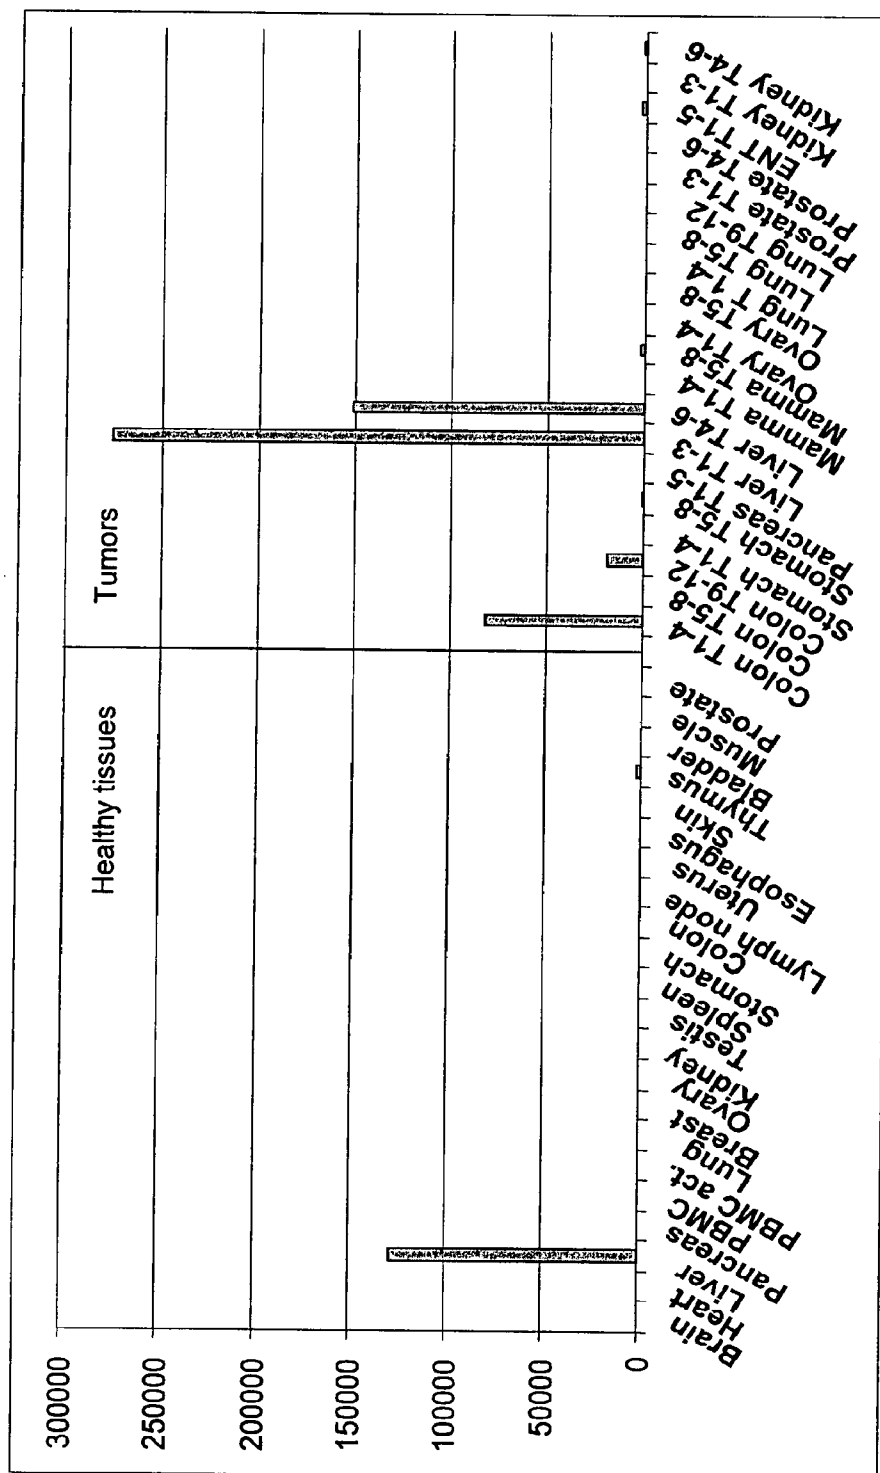 300000
250000
200000
150000
100000
50000
0
Healthy tissues
Tumors
Brain
Heart
Liver
Pancreas
PBMC
PBMC act.
Lung
Breast
Ovary
Kidney
Testis
Spleen
Stomach
Colon
Lymph node
Uterus
Esophagus
Skin
Thymus
Bladder
Muscle
Prostate
Colon T1-4
Colon T5-8
Colon T9-12
Stomach T1-4
Stomach T5-8
Pancreas T1-5
Liver T1-3
Liver T4-6
Mamma T1-4
Mamma T5-8
Ovary T1-4
Ovary T5-8
Lung T 1-4
Lung T5-8
Lung T9-12
Prostate T1-3
Prostate T4-6
ENT T1-5
Kidney T1-3
Kidney T4-6